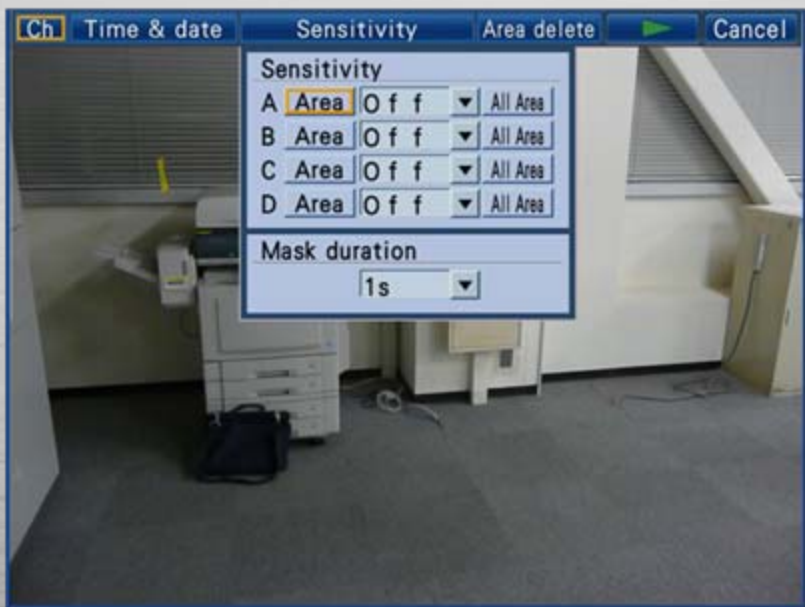 Ch Time & date Sensitivity Area delete Cancel
Sensitivity
A Area Off All Area
B Area Off All Area
C Area Off All Area
D Area Off All Area
Mask duration
1s